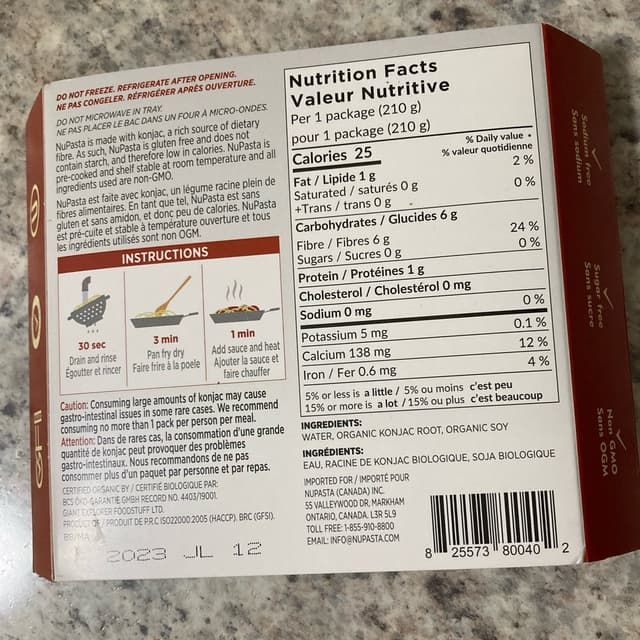 DO NOT FREEZE. REFRIGERATE AFTER OPENING.
NE PAS CONGELER. RÉFRIGÉRER APRÈS OUVERTURE.
DO NOT MICROWAVE IN TRAY.
NE PAS PLACER LE BAC DANS UN FOUR À MICRO-ONDES.
NuPasta is made with konjac, a rich source of dietary
fibre. As such, NuPasta is gluten free and does not
contain starch, and therefore low in calories. NuPasta is
pre-cooked and shelf stable at room temperature and all
ingredients used are non-GMO.
NuPasta est faite avec konjac, un légume racine plein de
fibres alimentaires. En tant que tel, NuPasta est sans
gluten et sans amidon, et donc peu de calories. NuPasta
est pré-cuite et stable à température ouverture et tous
les ingrédients utilisés sont non OGM.
INSTRUCTIONS
30 sec
Drain and rinse
Égoutter et rincer
3 min
Pan fry dry
Faire frire à la poele
1 min
Add sauce and heat
Ajouter la sauce et
faire chauffer
Caution: Consuming large amounts of konjac may cause
gastro-intestinal issues in some rare cases. We recommend
consuming no more than 1 pack per person per meal.
Attention: Dans de rares cas, la consommation d'une grande
quantité de konjac peut provoquer des problèmes
gastro-intestinaux. Nous recommandons de ne pas
consommer plus d'un paquet par personne et par repas.
CERTIFIED ORGANIC BY / CERTIFIÉ BIOLOGIQUE PAR:
BCS ÖKO-GARANTIE GMBH RECORD NO. 4403/19001.
GIANT EXPLORER FOODSTUFF LTD.
PRODUCT OF / PRODUIT DE P.R.C ISO22000:2005 (HACCP). BRC (GFSI).
BB/MA
2023 JL 12
Nutrition Facts
Valeur Nutritive
Per 1 package (210 g)
pour 1 package (210 g)
Calories 25
% Daily value •
% valeur quotidienne
Fat / Lipide 1 g 2 %
Saturated / saturés 0 g
+Trans / trans 0 g 0 %
Carbohydrates / Glucides 6 g
Fibre / Fibres 6 g 24 %
Sugars / Sucres 0 g 0 %
Protein / Protéines 1 g
Cholesterol / Cholestérol 0 mg
Sodium 0 mg 0 %
Potassium 5 mg 0.1 %
Calcium 138 mg 12 %
Iron / Fer 0.6 mg 4 %
5% or less is a little / 5% ou moins c'est peu
15% or more is a lot / 15% ou plus c'est beaucoup
INGREDIENTS:
WATER, ORGANIC KONJAC ROOT, ORGANIC SOY
INGRÉDIENTS:
EAU, RACINE DE KONJAC BIOLOGIQUE, SOJA BIOLOGIQUE
IMPORTED FOR / IMPORTÉ POUR
NUPASTA (CANADA) INC.
55 VALLEYWOOD DR, MARKHAM
ONTARIO, CANADA, L3R 5L9
TOLL FREE: 1-855-910-8800
EMAIL: INFO@NUPASTA.COM
8 25573 80040 2
Sodium free
Sans sodium
Sugar free
Sans sucre
Non GMO
Sans OGM